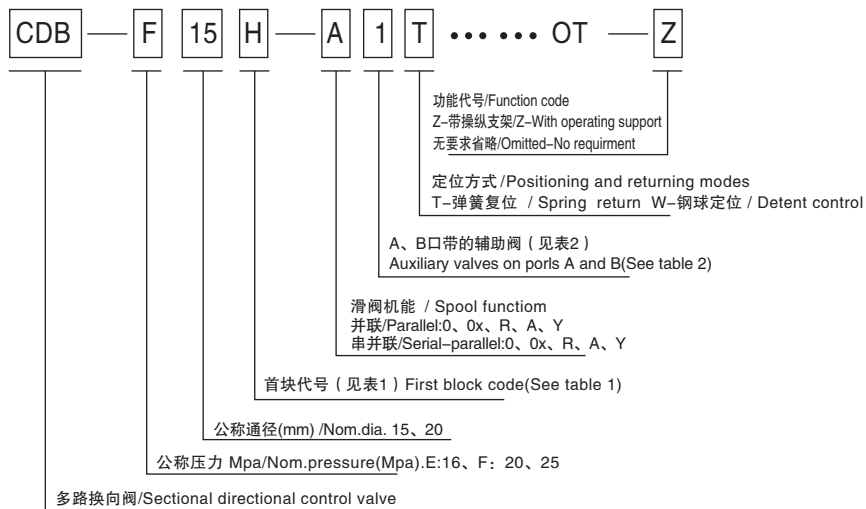 CDB — F 15 H — A 1 T •••••• OT — Z
功能代号/Function code
Z–带操纵支架/Z–With operating support
无要求省略/Omitted–No requirment
定位方式/Positioning and returning modes
T–弹簧复位 / Spring return W–钢球定位 / Detent control
A、B口带的辅助阀（见表2）
Auxiliary valves on porls A and B(See table 2)
滑阀机能 / Spool functiom
并联/Parallel:0、0x、R、A、Y
串并联/Serial–parallel:0、0x、R、A、Y
首块代号（见表1）First block code(See table 1)
公称通径(mm) /Nom.dia. 15、20
公称压力 Mpa/Nom.pressure(Mpa).E:16、F：20、25
多路换向阀/Sectional directional control valve